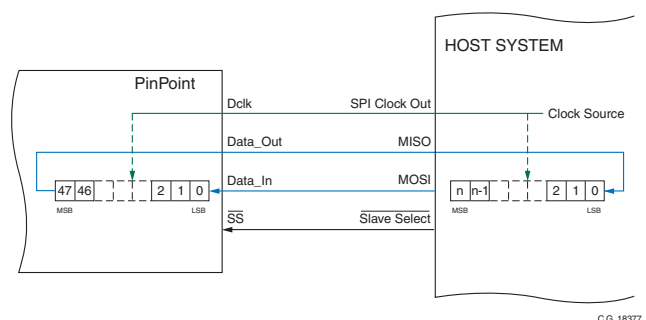 HOST SYSTEM
PinPoint
Dclk SPI Clock Out
Clock Source
Data_Out MISO
47 46 2 1 0 Data_In MOSI n n-1 2 1 0
MSB LSB MSB LSB
SS Slave Select
C.G. 18377